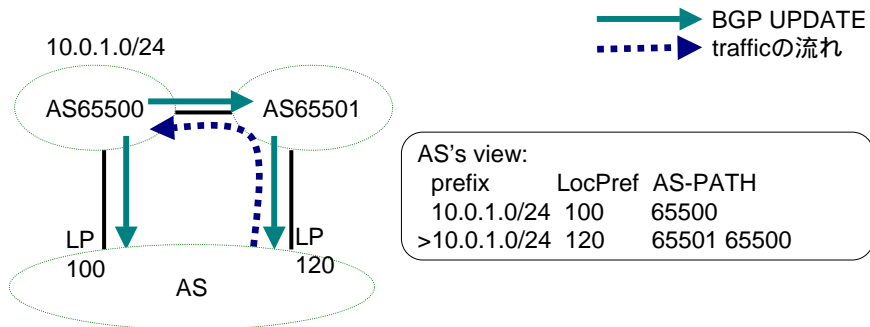 BGP UPDATE
trafficの流れ
10.0.1.0/24
AS65500
AS65501
AS's view:
prefix LocPref AS-PATH
10.0.1.0/24 100 65500
>10.0.1.0/24 120 65501 65500
LP
100
LP
120
AS